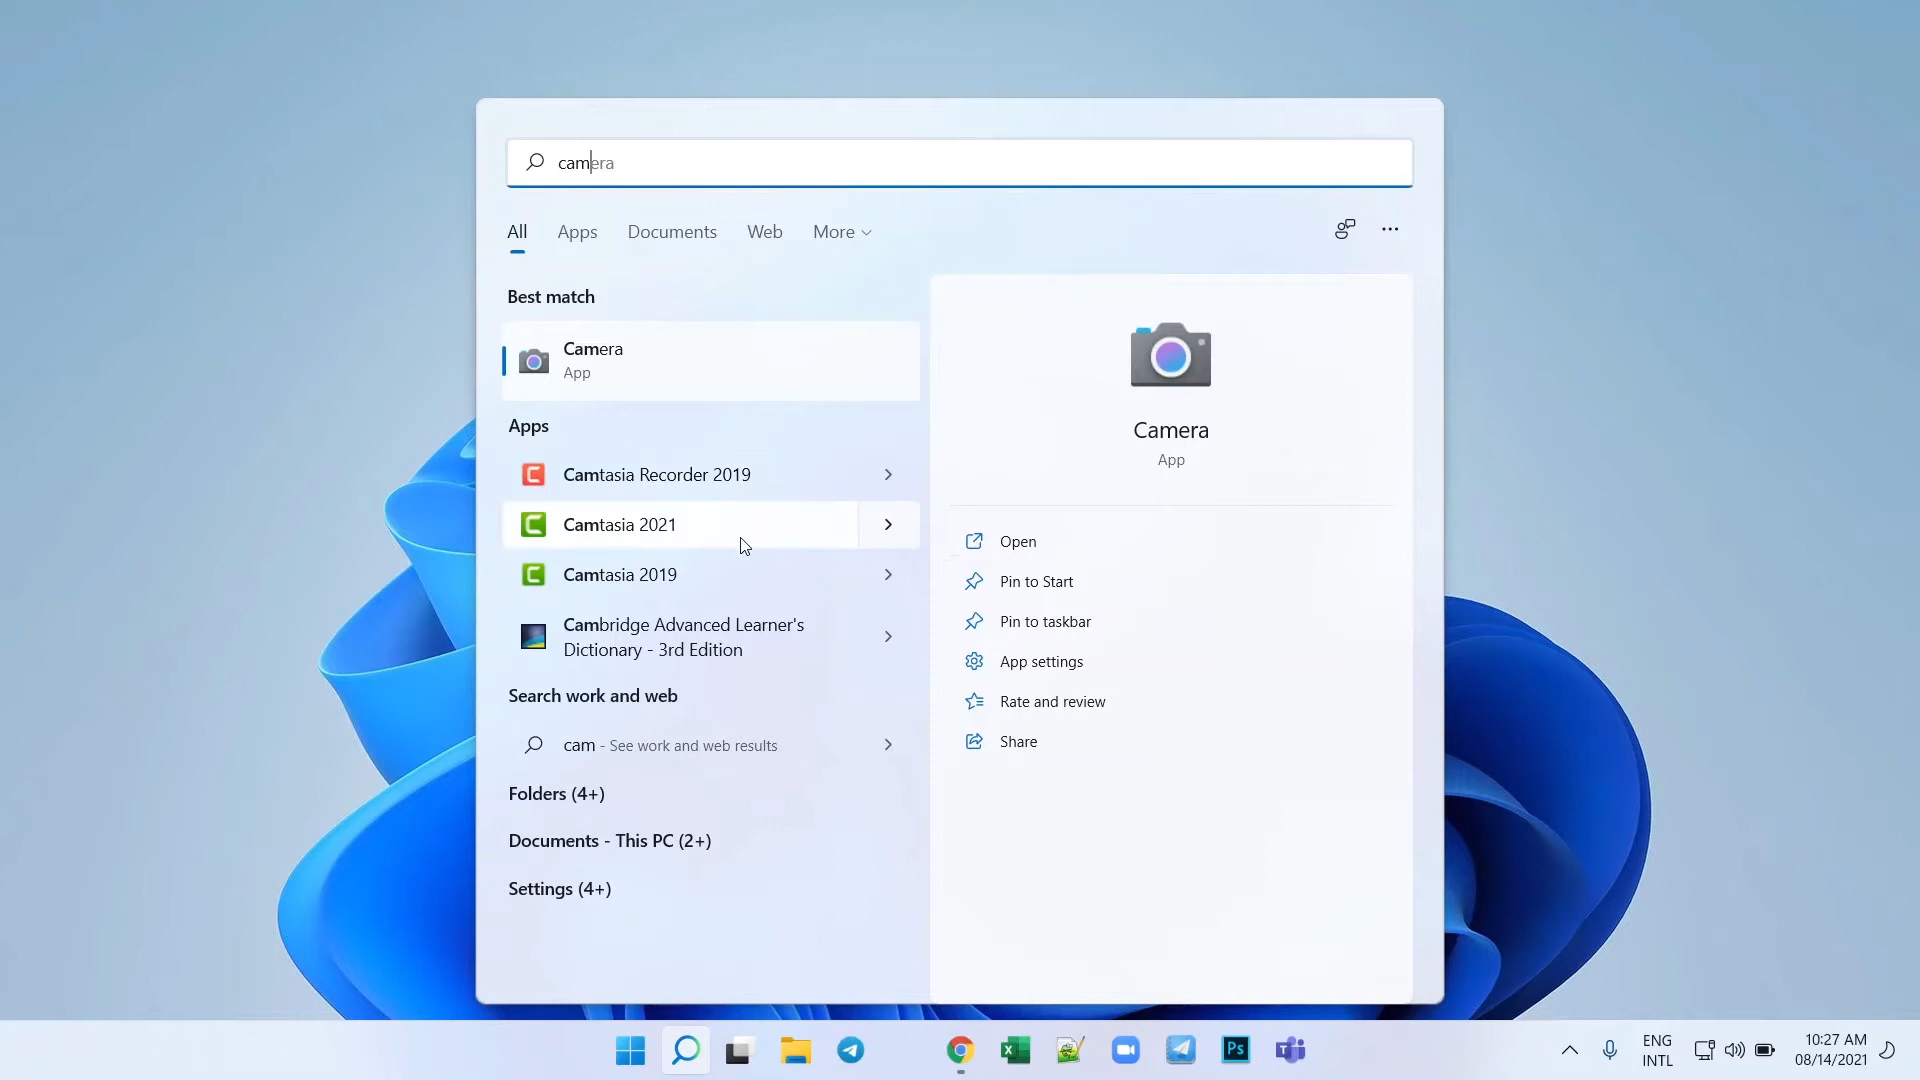 camera
All Apps Documents Web More
Best match
Camera
App
Apps
Camtasia Recorder 2019
Camtasia 2021
Camtasia 2019
Cambridge Advanced Learner's
Dictionary - 3rd Edition
Search work and web
cam - See work and web results
Folders (4+)
Documents - This PC (2+)
Settings (4+)
Camera
App
Open
Pin to Start
Pin to taskbar
App settings
Rate and review
Share
Ps
ENG
INTL
10:27 AM
08/14/2021